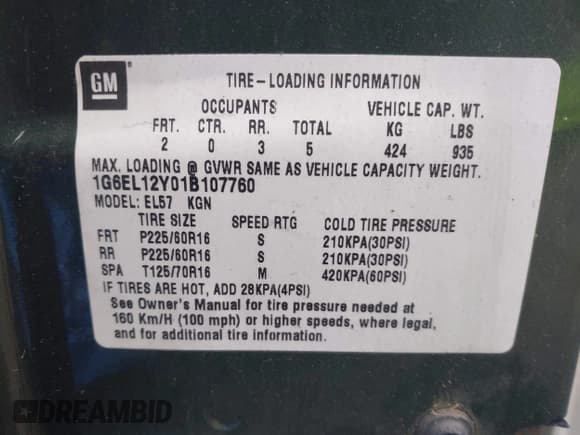 GM
TIRE-LOADING INFORMATION
OCCUPANTS VEHICLE CAP. WT.
FRT. CTR. RR. TOTAL KG LBS
2 0 3 5 424 935
MAX. LOADING @ GVWR SAME AS VEHICLE CAPACITY WEIGHT.
1G6EL12Y01B107760
MODEL: EL57 KGN
TIRE SIZE SPEED RTG COLD TIRE PRESSURE
FRT P225/60R16 S 210KPA(30PSI)
RR P225/60R16 S 210KPA(30PSI)
SPA T125/70R16 M 420KPA(60PSI)
IF TIRES ARE HOT, ADD 28KPA(4PSI)
See Owner's Manual for tire pressure needed at
160 Km/H (100 mph) or higher speeds, where legal,
and for additional tire information.
DREAMBID